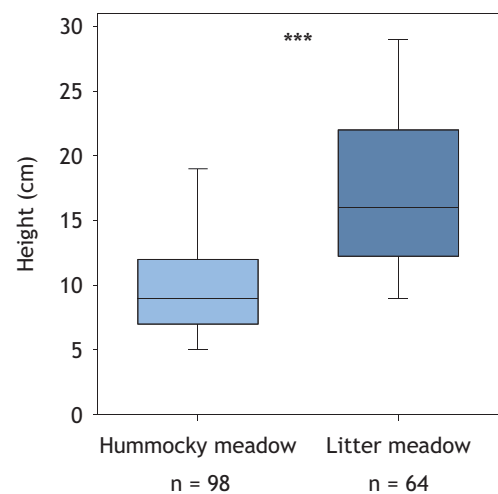 Height (cm)
30
25
20
15
10
5
0
***
Hummocky meadow
n = 98
Litter meadow
n = 64